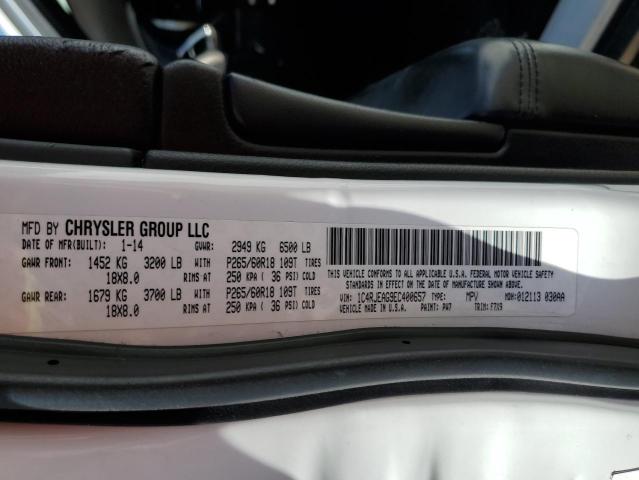 MFD BY CHRYSLER GROUP LLC
DATE OF MFR(BUILT): 1-14 GVWR: 2949 KG 6500 LB
GAWR FRONT: 1452 KG 3200 LB WITH P265/60R18 109T TIRES
18X8.0 RIMS AT 250 KPA ( 36 PSI) COLD
GAWR REAR: 1679 KG 3700 LB WITH P265/60R18 109T TIRES
18X8.0 RIMS AT 250 KPA ( 36 PSI) COLD
THIS VEHICLE CONFORMS TO ALL APPLICABLE U.S.A. FEDERAL MOTOR VEHICLE SAFETY,
STANDARDS IN EFFECT ON THE DATE OF MANUFACTURE SHOWN ABOVE.
VIN: 1C4RJEAG3EC400657 TYPE: MPV MDH:012113 030AA
VEHICLE MADE IN U.S.A. PAINT: PW7 TRIM: F7X9